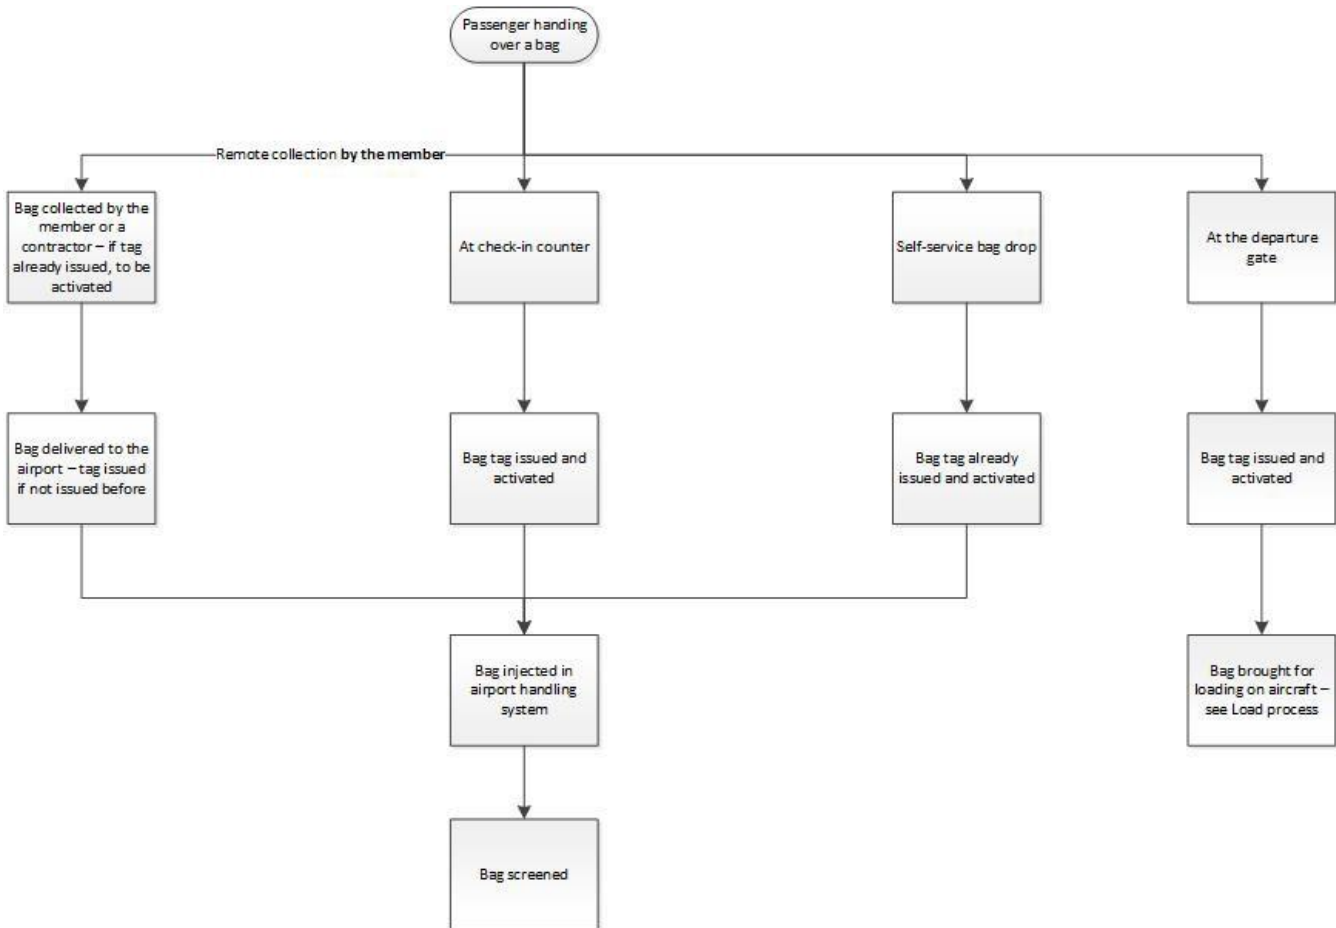 Passenger handing
over a bag
Remote collection by the member
Bag collected by the
member or a
contractor – if tag
already issued, to be
activated
At check-in counter
Self-service bag drop
At the departure
gate
Bag delivered to the
airport – tag issued
if not issued before
Bag tag issued and
activated
Bag tag already
issued and activated
Bag tag issued and
activated
Bag injected in
airport handling
system
Bag brought for
loading on aircraft –
see Load process
Bag screened